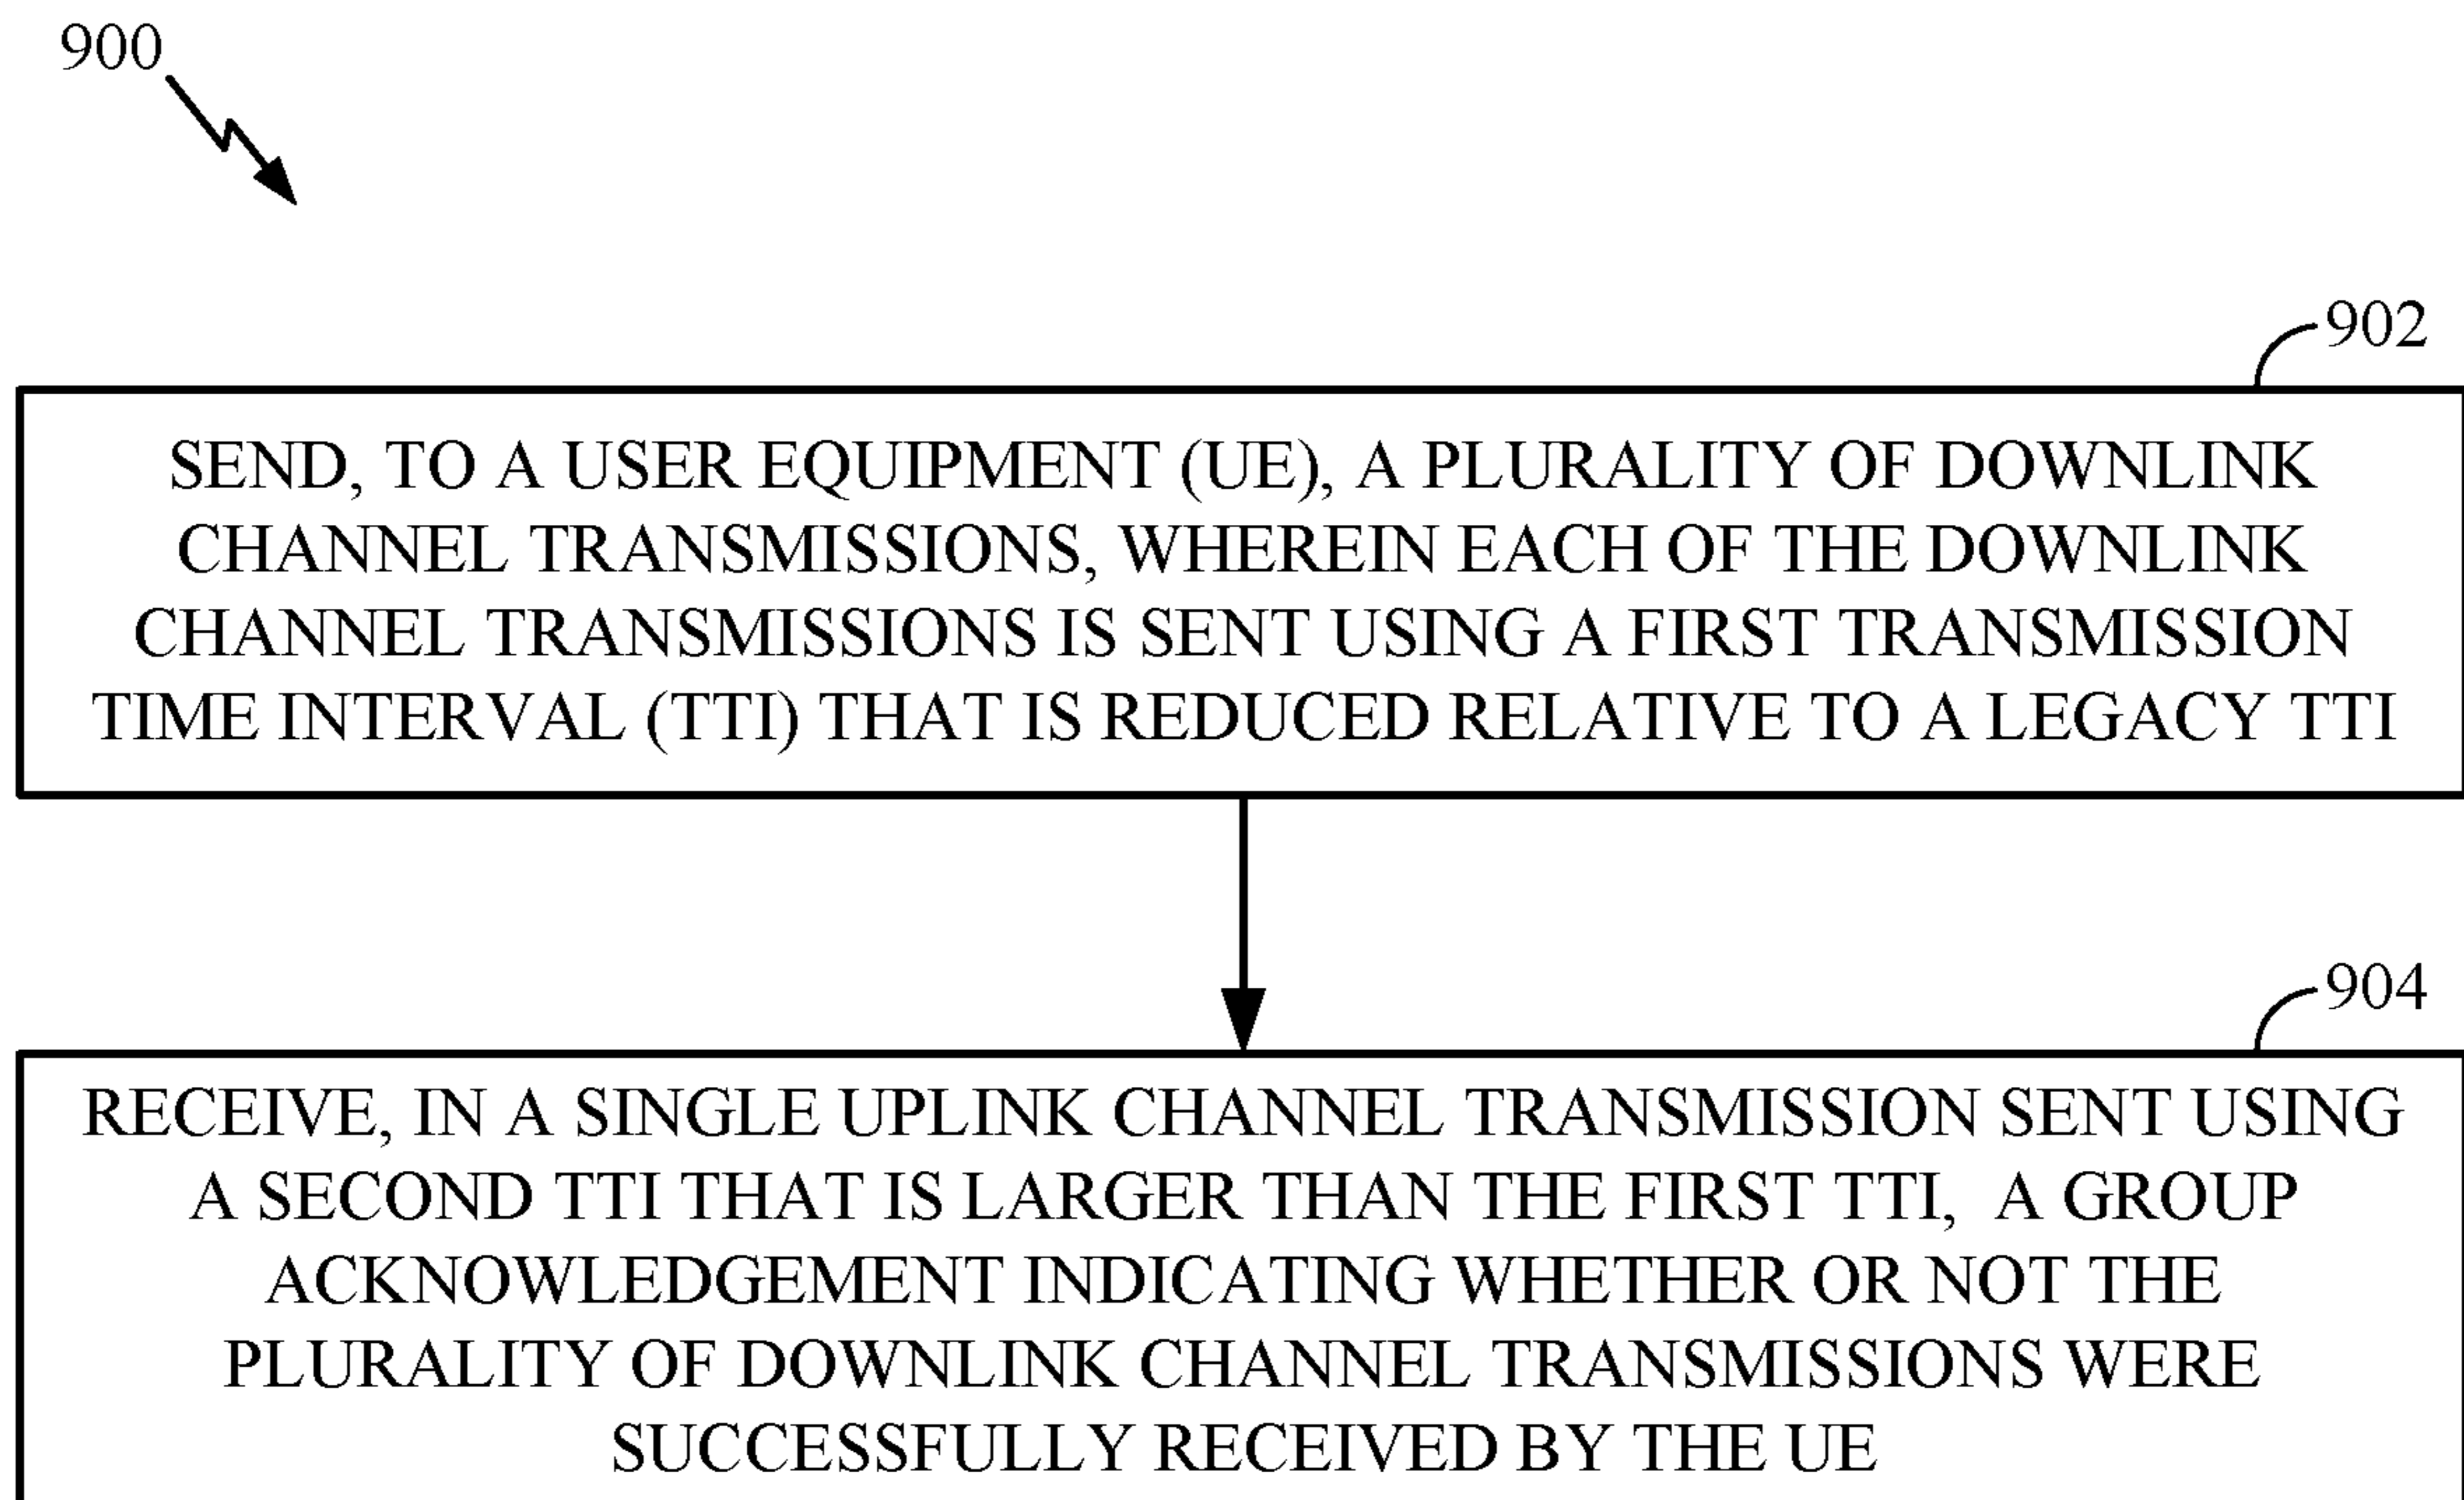 900
902
SEND, TO A USER EQUIPMENT (UE), A PLURALITY OF DOWNLINK
CHANNEL TRANSMISSIONS, WHEREIN EACH OF THE DOWNLINK
CHANNEL TRANSMISSIONS IS SENT USING A FIRST TRANSMISSION
TIME INTERVAL (TTI) THAT IS REDUCED RELATIVE TO A LEGACY TTI
904
RECEIVE, IN A SINGLE UPLINK CHANNEL TRANSMISSION SENT USING
A SECOND TTI THAT IS LARGER THAN THE FIRST TTI, A GROUP
ACKNOWLEDGEMENT INDICATING WHETHER OR NOT THE
PLURALITY OF DOWNLINK CHANNEL TRANSMISSIONS WERE
SUCCESSFULLY RECEIVED BY THE UE